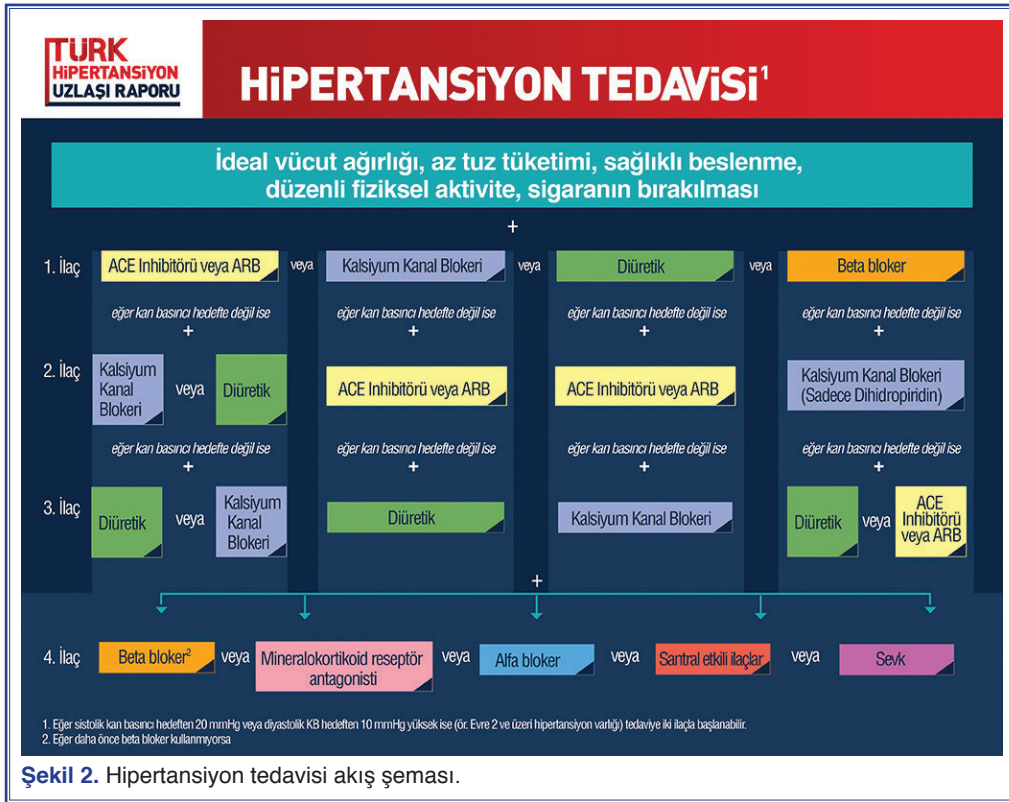 TÜRK
HiPERTANSiYON
UZLAŞI RAPORU
HiPERTANSiYON TEDAVİSİ¹
İdeal vücut ağırlığı, az tuz tüketimi, sağlıklı beslenme,
düzenli fiziksel aktivite, sigaranın bırakılması
+
1. İlaç ACE Inhibitörü veya ARB veya Kalsiyum Kanal Blokeri veya Diüretik veya Beta bloker
eğer kan basıncı hedefte değil ise eğer kan basıncı hedefte değil ise eğer kan basıncı hedefte değil ise eğer kan basıncı hedefte değil ise
+ + + +
2. İlaç Kalsiyum Kanal Blokeri veya Diüretik ACE Inhibitörü veya ARB ACE Inhibitörü veya ARB Kalsiyum Kanal Blokeri (Sadece Dihidropiridin)
eğer kan basıncı hedefte değil ise eğer kan basıncı hedefte değil ise eğer kan basıncı hedefte değil ise eğer kan basıncı hedefte değil ise
+ + + +
3. İlaç Diüretik veya Kalsiyum Kanal Blokeri Diüretik Kalsiyum Kanal Blokeri Diüretik veya ACE Inhibitörü veya ARB
+
4. İlaç Beta bloker² veya Mineralokortikoid reseptör antagonisti veya Alfa bloker veya Santral etkili ilaçlar veya Sevk
1. Eğer sistolik kan basıncı hedeften 20 mmHg veya diyastolik KB hedeften 10 mmHg yüksek ise (ör. Evre 2 ve üzeri hipertansiyon varlığı) tedaviye iki ilaçla başlanabilir.
2. Eğer daha önce beta bloker kullanmıyorsa
Şekil 2. Hipertansiyon tedavisi akış şeması.